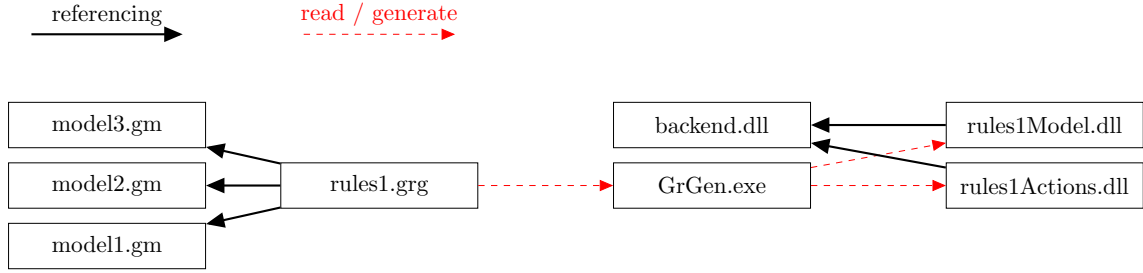 referencing
read / generate
model3.gm
backend.dll
rules1Model.dll
model2.gm
rules1.grg
GrGen.exe
rules1Actions.dll
model1.gm